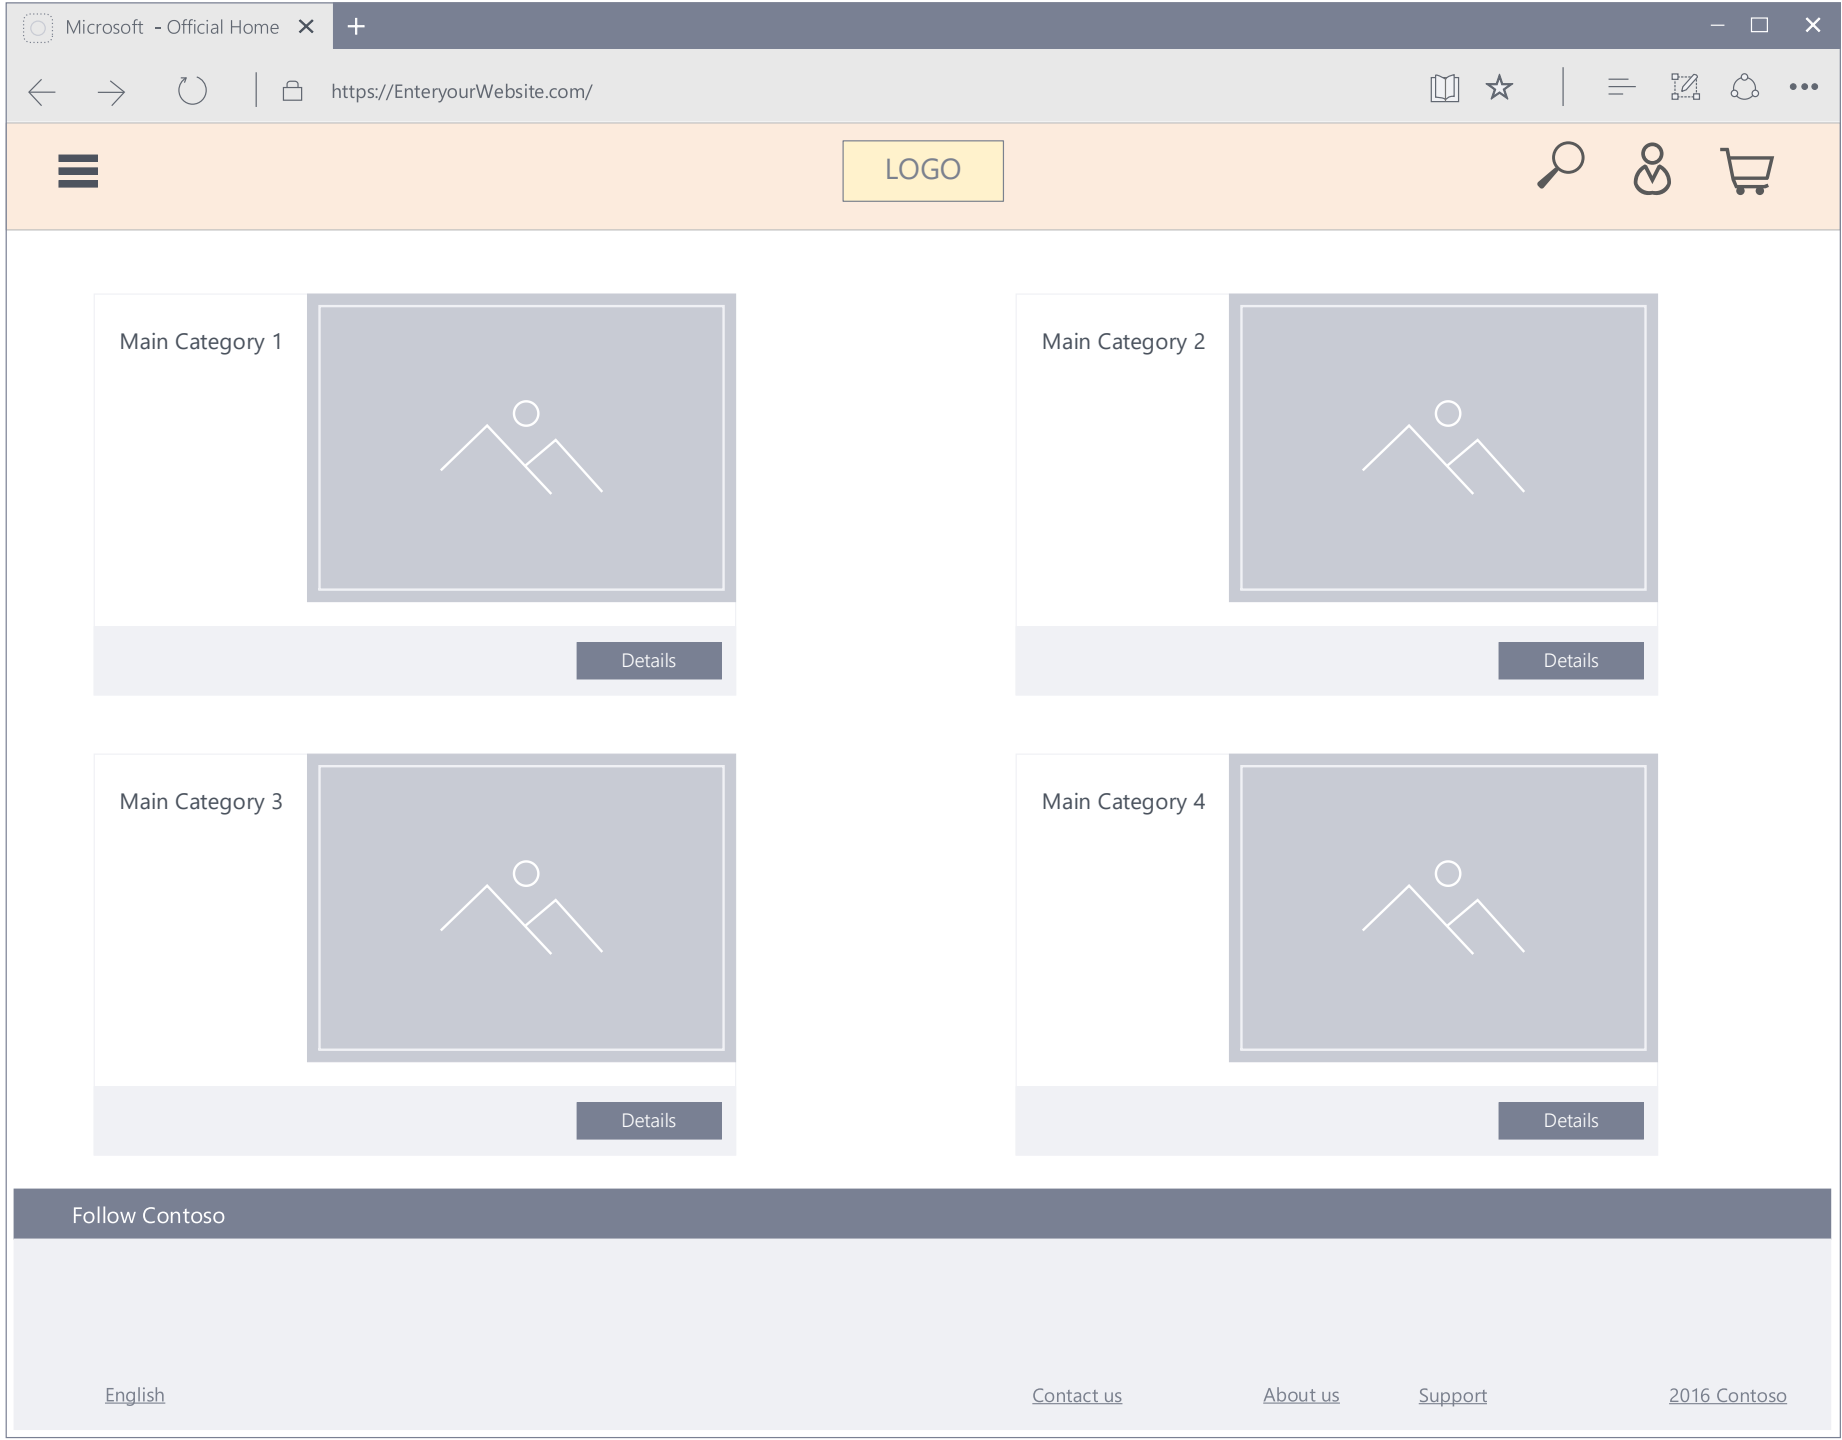 Microsoft - Official Home
https://EnteryourWebsite.com/
LOGO
Main Category 1
Main Category 2
Details
Details
Main Category 3
Main Category 4
Details
Details
Follow Contoso
English
Contact us
About us
Support
2016 Contoso